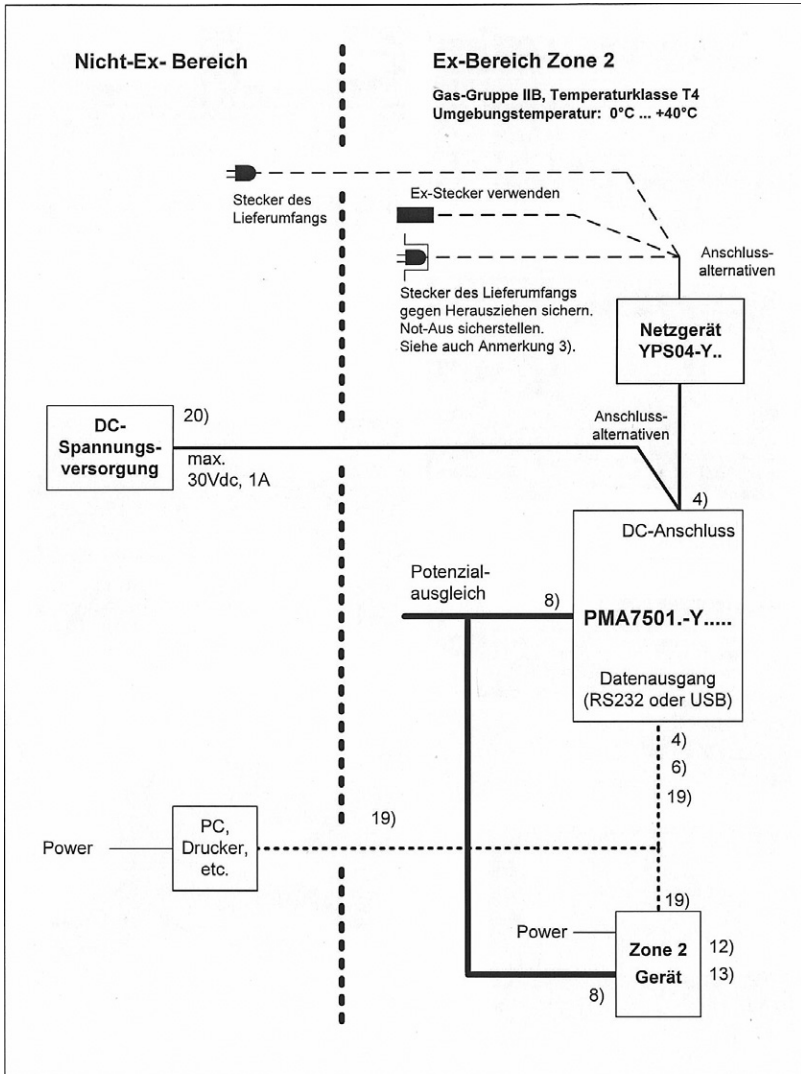 Nicht-Ex- Bereich
Ex-Bereich Zone 2
Gas-Gruppe IIB, Temperaturklasse T4
Umgebungstemperatur: 0°C ... +40°C
Stecker des
Lieferumfangs
Ex-Stecker verwenden
Anschluss-
alternativen
Stecker des Lieferumfangs
gegen Herausziehen sichern.
Not-Aus sicherstellen.
Siehe auch Anmerkung 3).
Netzgerät
YPS04-Y..
DC-
Spannungs-
versorgung
20)
max.
30Vdc, 1A
Anschluss-
alternativen
4)
DC-Anschluss
Potenzial-
ausgleich
8)
PMA7501.-Y.....
Datenausgang
(RS232 oder USB)
4)
6)
19)
19)
Power
PC,
Drucker,
etc.
19)
Power
Zone 2
Gerät
12)
13)
8)